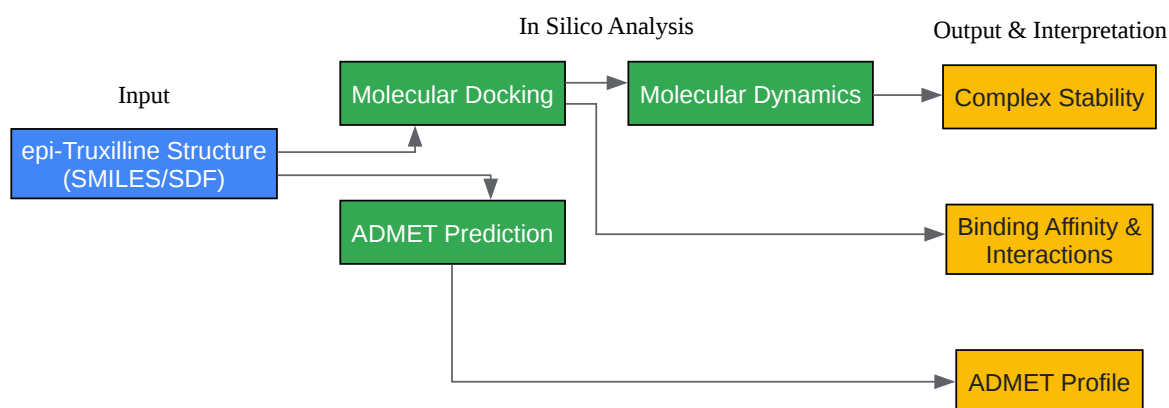 In Silico Analysis
Output & Interpretation
Input
Molecular Docking
Molecular Dynamics
Complex Stability
epi-Truxilline Structure
(SMILES/SDF)
ADMET Prediction
Binding Affinity &
Interactions
ADMET Profile